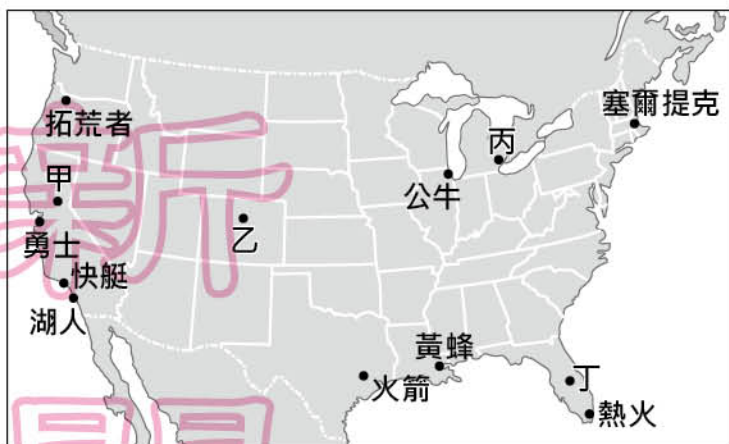 塞爾提克
拓荒者
丙
甲
公牛
乙
勇士
快艇
湖人
黃蜂
火箭
丁
熱火